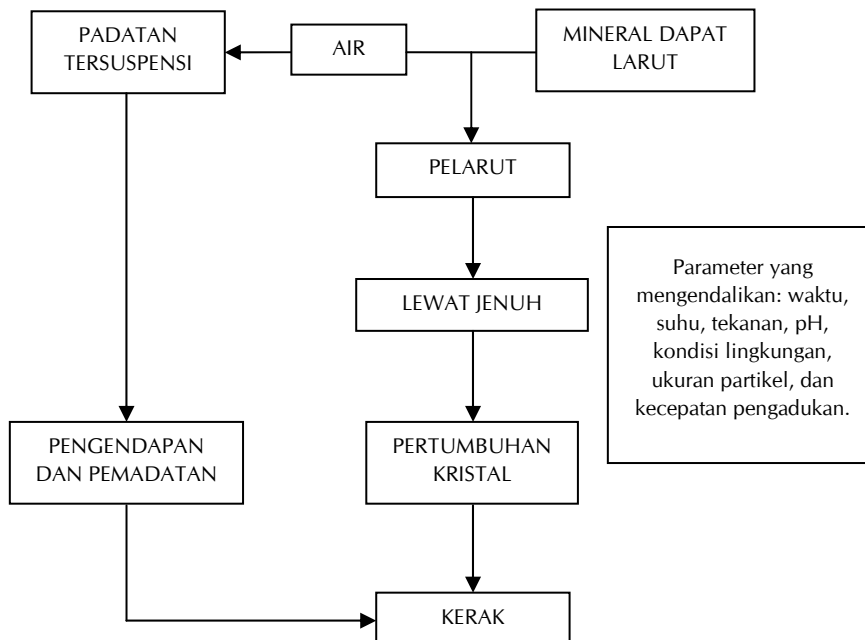 PADATAN
TERSUSPENSI
AIR
MINERAL DAPAT
LARUT
PELARUT
LEWAT JENUH
Parameter yang
mengendalikan: waktu,
suhu, tekanan, pH,
kondisi lingkungan,
ukuran partikel, dan
kecepatan pengadukan.
PENGENDAPAN
DAN PEMADATAN
PERTUMBUHAN
KRISTAL
KERAK